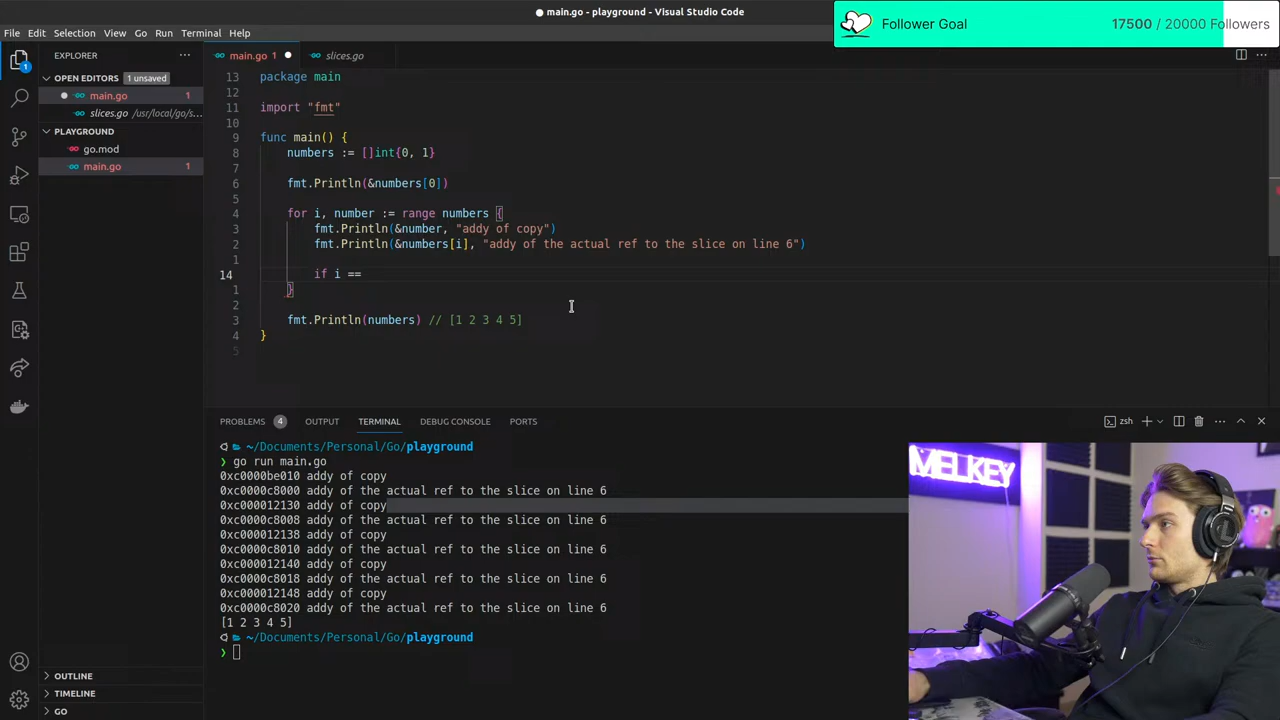 main.go - playground - Visual Studio Code
Follower Goal
17500 / 20000 Followers
File Edit Selection View Go Run Terminal Help
EXPLORER
main.go 1
slices.go
OPEN EDITORS 1 unsaved
main.go 1
slices.go /usr/local/go/s...
PLAYGROUND
go.mod
main.go 1
13 package main
12
11 import "fmt"
10
9 func main() {
8 numbers := []int{0, 1}
7
6 fmt.Println(&numbers[0])
5
4 for i, number := range numbers {
3 fmt.Println(&number, "addy of copy")
2 fmt.Println(&numbers[i], "addy of the actual ref to the slice on line 6")
1
14 if i ==
1 }
2
3 fmt.Println(numbers) // [1 2 3 4 5]
4 }
5
PROBLEMS 4 OUTPUT TERMINAL DEBUG CONSOLE PORTS
zsh
~/Documents/Personal/Go/playground
❯ go run main.go
0xc0000be010 addy of copy
0xc0000c8000 addy of the actual ref to the slice on line 6
0xc000012130 addy of copy
0xc0000c8008 addy of the actual ref to the slice on line 6
0xc000012138 addy of copy
0xc0000c8010 addy of the actual ref to the slice on line 6
0xc000012140 addy of copy
0xc0000c8018 addy of the actual ref to the slice on line 6
0xc000012148 addy of copy
0xc0000c8020 addy of the actual ref to the slice on line 6
[1 2 3 4 5]
~/Documents/Personal/Go/playground
❯
OUTLINE
TIMELINE
GO
MELKEY